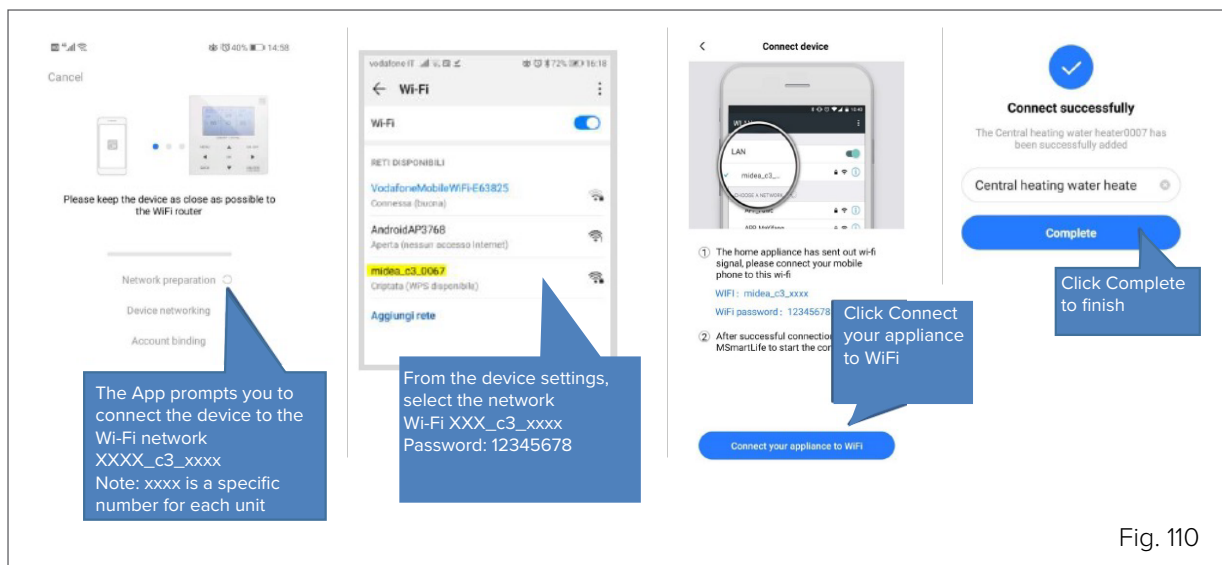 40% 14:58
Cancel
Please keep the device as close as possible to
the WiFi router
Network preparation
Device networking
Account binding
The App prompts you to
connect the device to the
Wi-Fi network
XXXX_c3_xxxx
Note: xxxx is a specific
number for each unit
vodafone IT 72% 16:18
Wi-Fi
Wi-Fi
RETI DISPONIBILI
VodafoneMobileWiFi-E63825
Connessa (buona)
AndroidAP3768
Aperta (nessun accesso Internet)
midea_c3_0067
Criptata (WPS disponibile)
Aggiungi rete
From the device settings,
select the network
Wi-Fi XXX_c3_xxxx
Password: 12345678
Connect device
LAN
midea_c3_...
CHOOSE A NETWORK
1 The home appliance has sent out wi-fi
signal, please connect your mobile
phone to this wi-fi
WIFI: midea_c3_xxxx
WiFi password: 12345678
2 After successful connection
MSmartLife to start the
Click Connect
your appliance
to WiFi
Connect your appliance to WiFi
Connect successfully
The Central heating water heater0007 has
been successfully added
Central heating water heate
Complete
Click Complete
to finish
Fig. 110